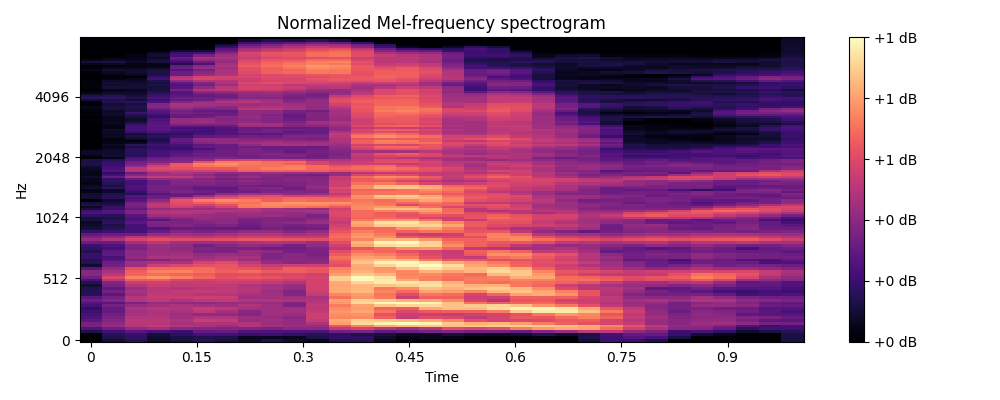 Normalized Mel-frequency spectrogram
Hz
4096
2048
1024
512
0
0 0.15 0.3 0.45 0.6 0.75 0.9
Time
+1 dB
+1 dB
+1 dB
+0 dB
+0 dB
+0 dB